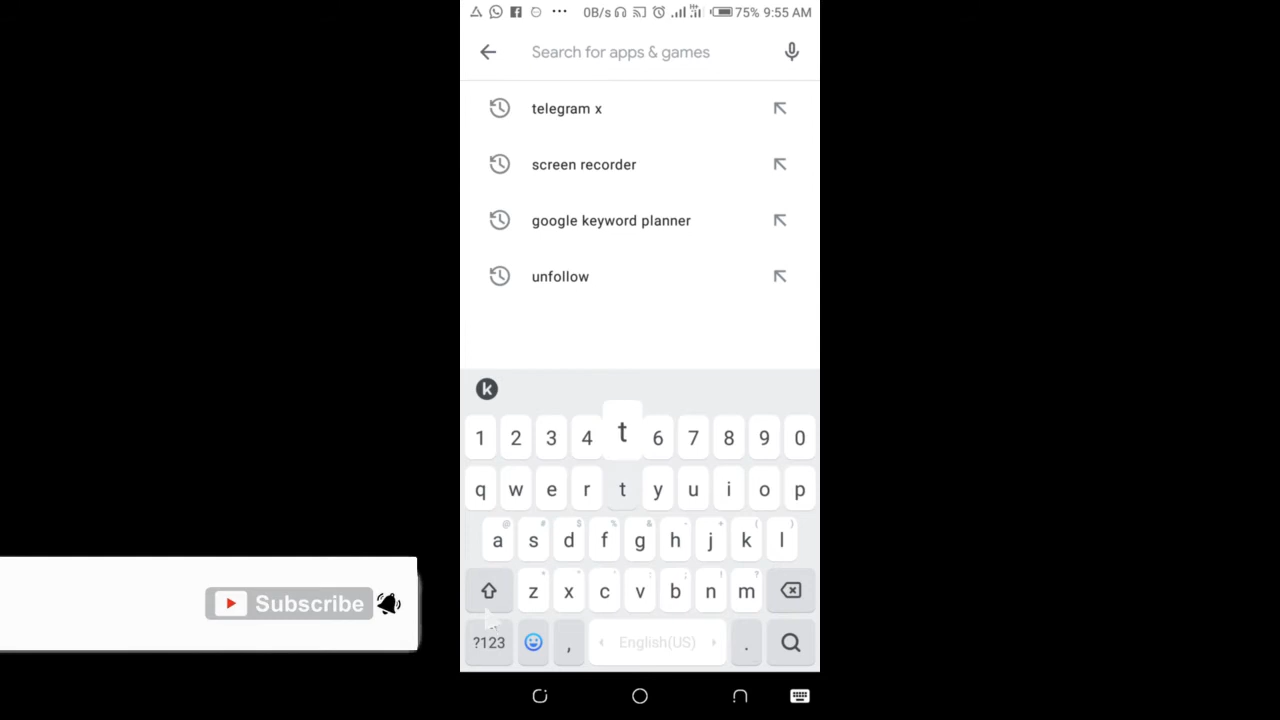 0B/s 75% 9:55 AM
Search for apps & games
telegram x
screen recorder
google keyword planner
unfollow
k
1 2 3 4 t 6 7 8 9 0
q w e r t y u i o p
@ # $ % & - + ( )
a s d f g h j k l
z x c v b n m
?123 , English(US) .
Subscribe